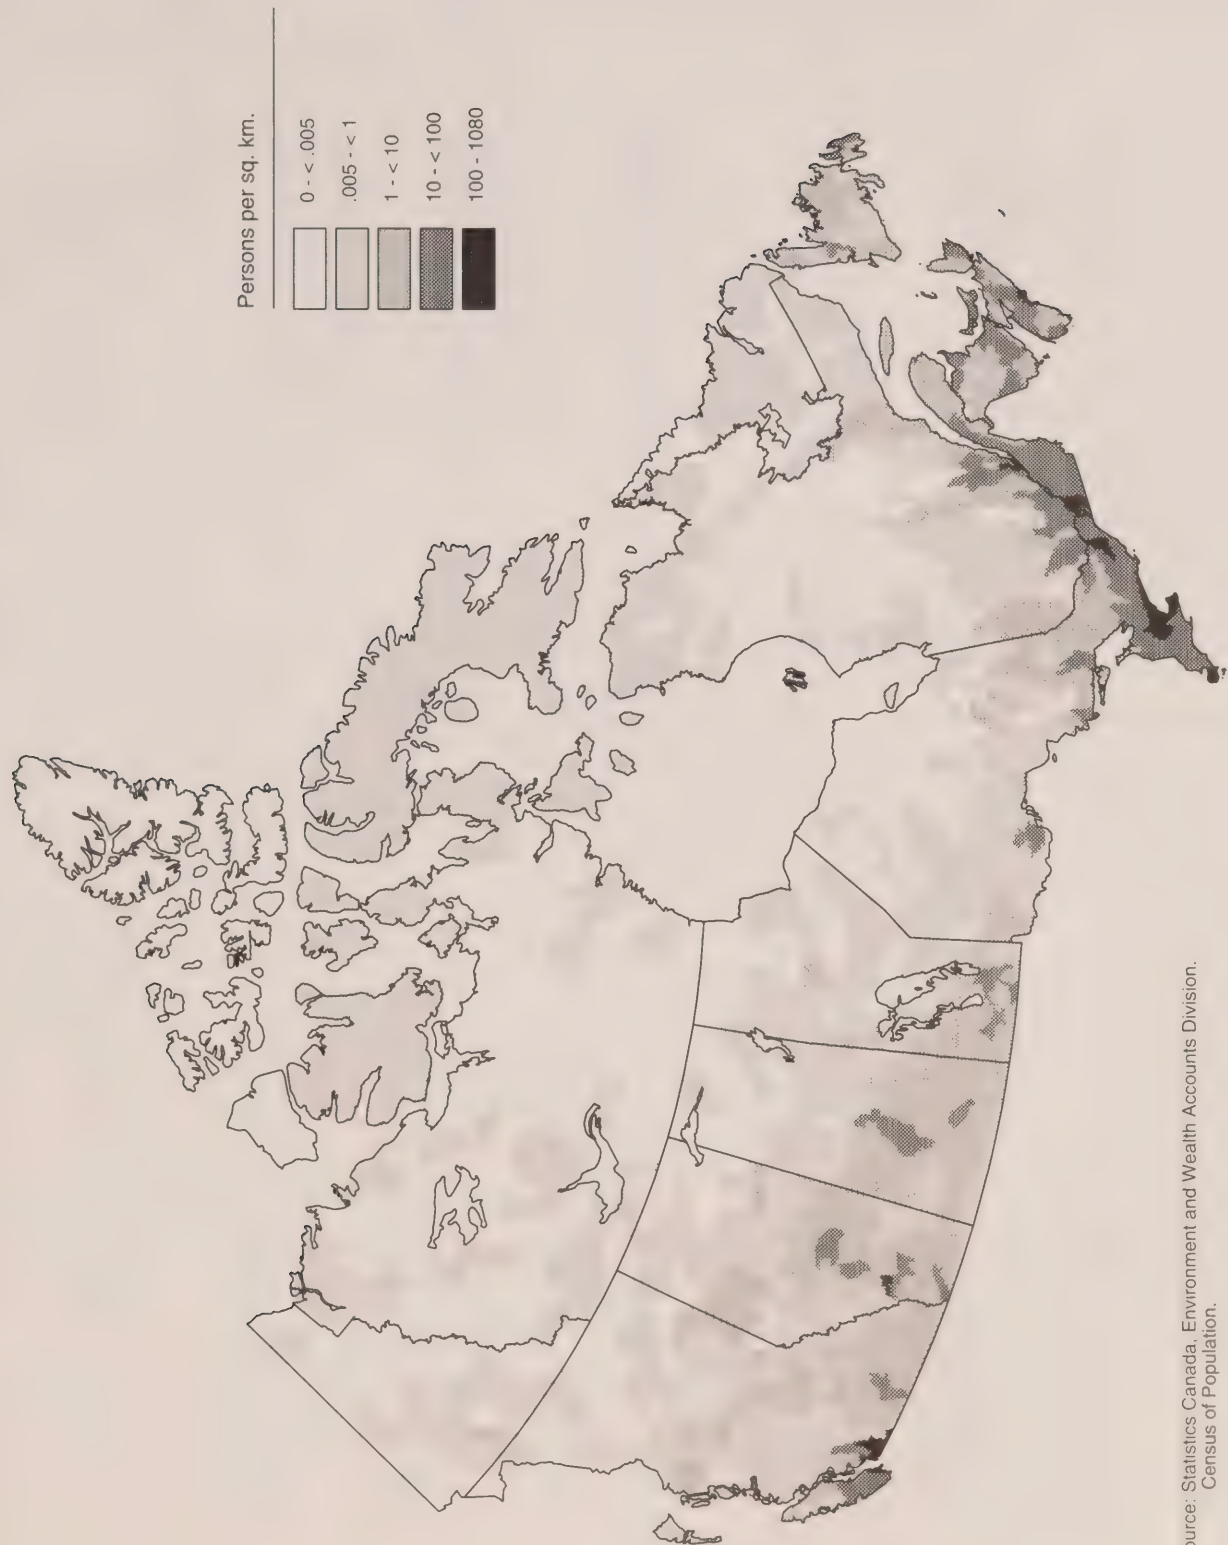 Persons per sq. km.
0 - < .005
.005 - < 1
1 - < 10
10 - < 100
100 - 1080
ource: Statistics Canada, Environment and Wealth Accounts Division.
Census of Population.